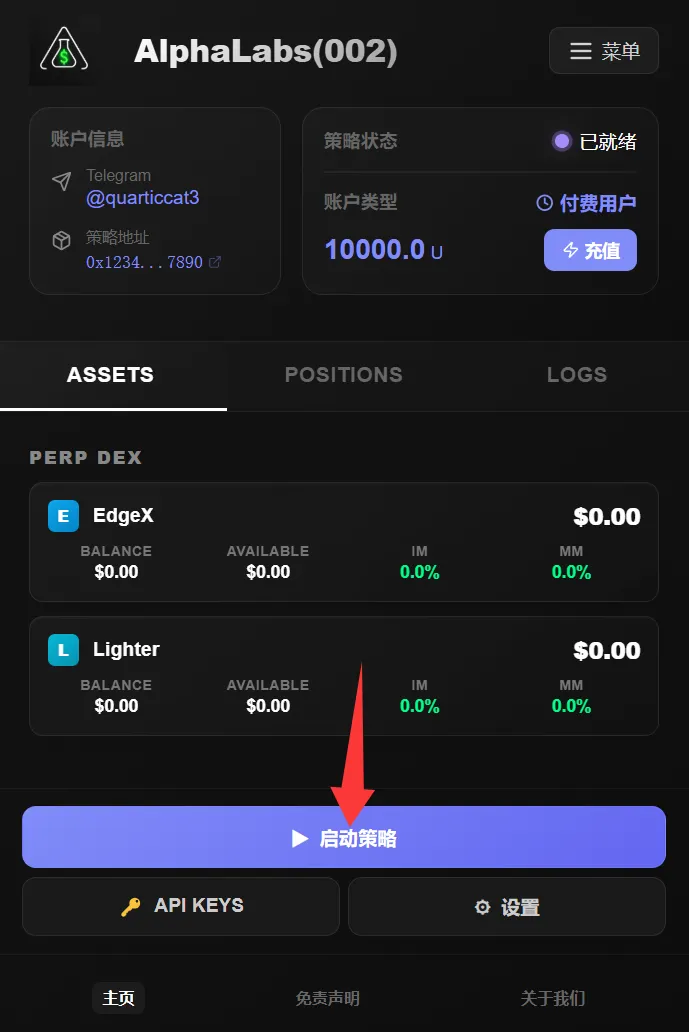 AlphaLabs(002)
菜单
账户信息
Telegram
@quarticcat3
策略地址
0x1234...7890
策略状态
已就绪
账户类型
付费用户
10000.0 U
充值
ASSETS
POSITIONS
LOGS
PERP DEX
E
EdgeX
$0.00
BALANCE
AVAILABLE
IM
MM
$0.00
$0.00
0.0%
0.0%
L
Lighter
$0.00
BALANCE
AVAILABLE
IM
MM
$0.00
$0.00
0.0%
0.0%
启动策略
API KEYS
设置
主页
免责声明
关于我们